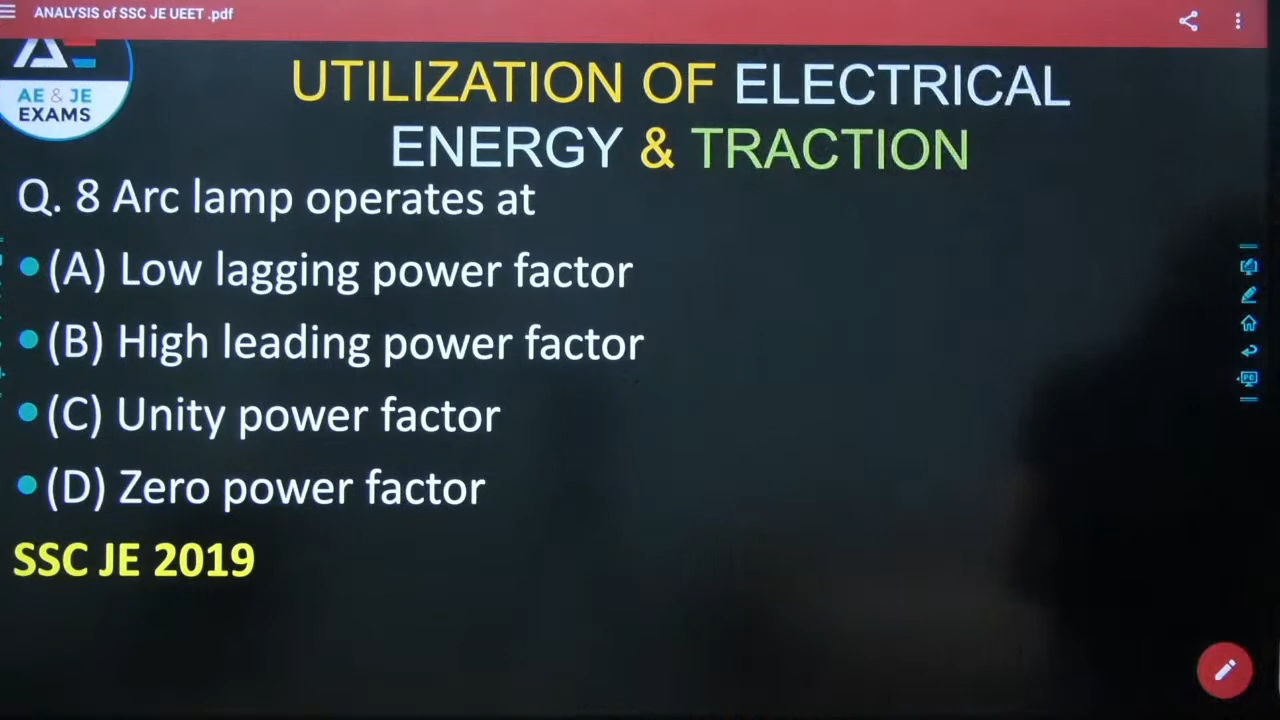 ANALYSIS of SSC JE UEET .pdf
AE
AE & JE
EXAMS
UTILIZATION OF ELECTRICAL
ENERGY & TRACTION
Q. 8 Arc lamp operates at
• (A) Low lagging power factor
• (B) High leading power factor
• (C) Unity power factor
• (D) Zero power factor
SSC JE 2019